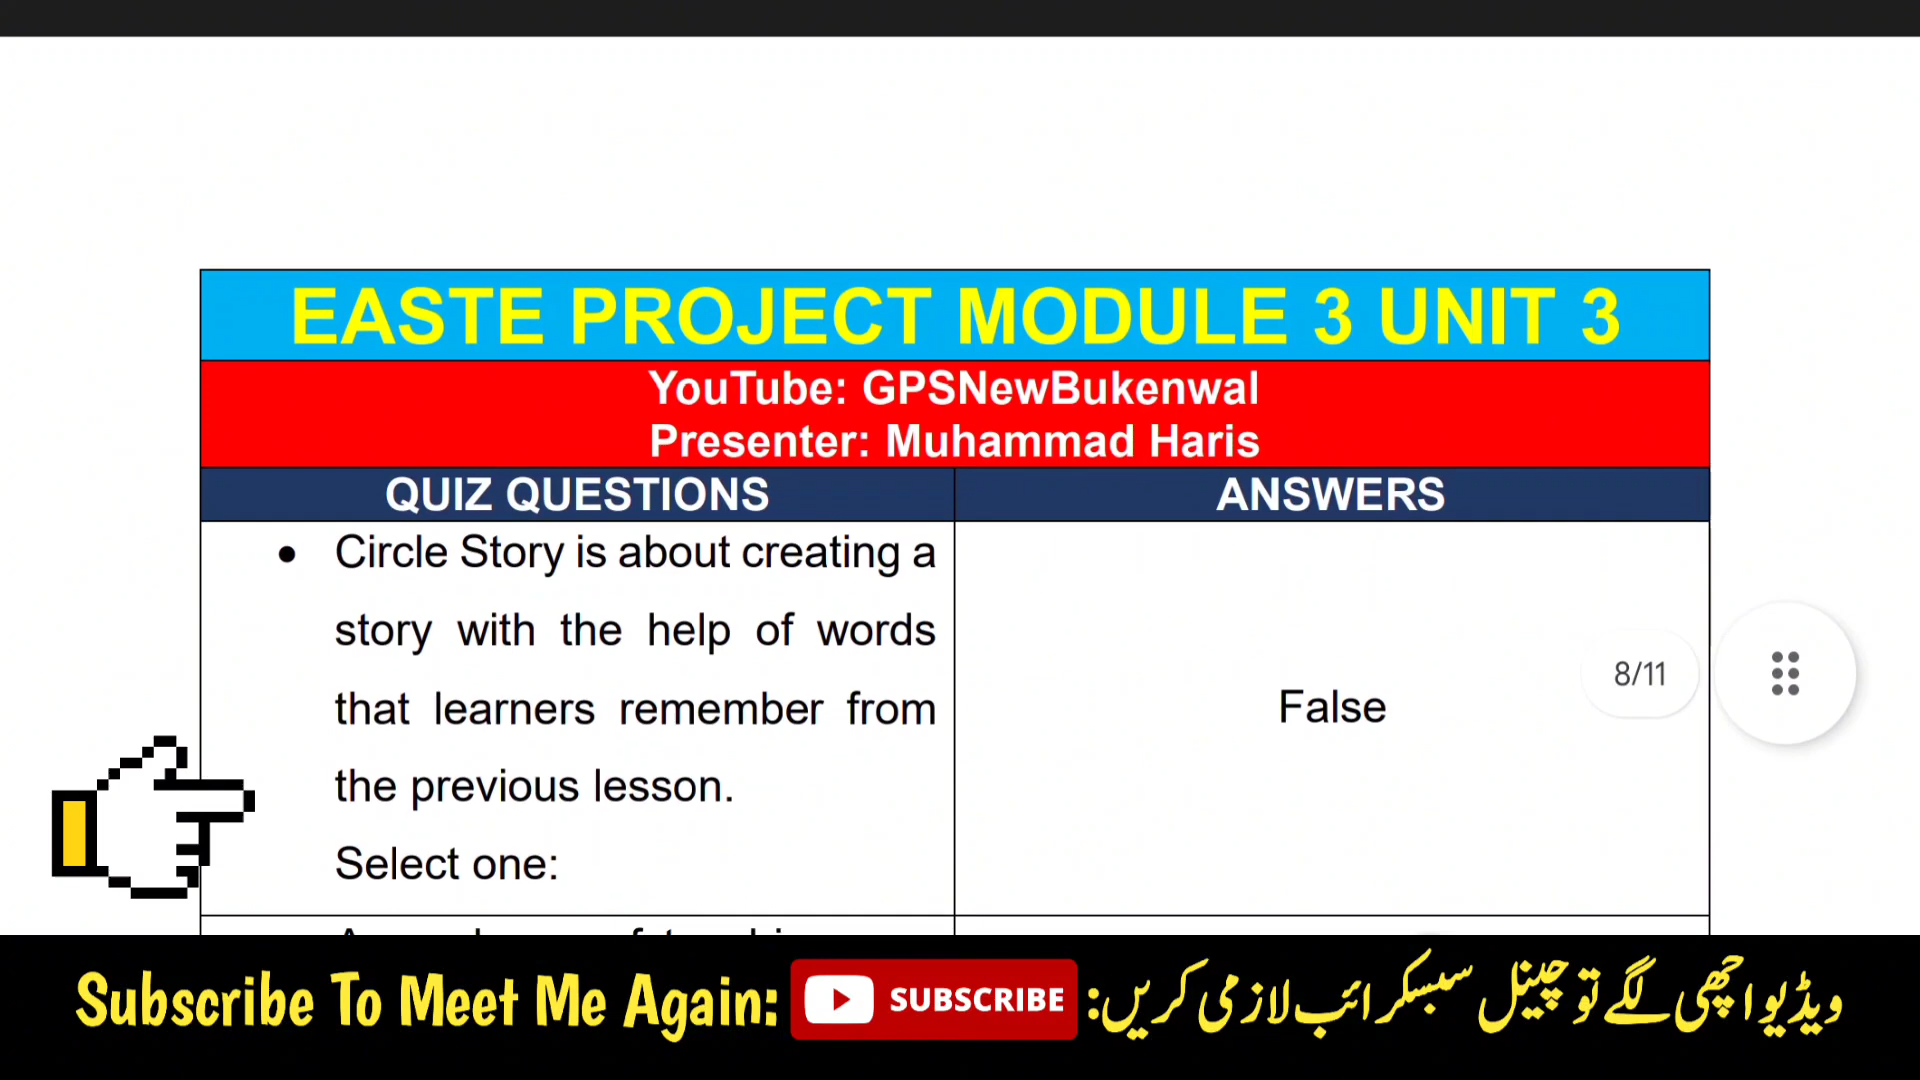 EASTE PROJECT MODULE 3 UNIT 3
YouTube: GPSNewBukenwal
Presenter: Muhammad Haris
QUIZ QUESTIONS
ANSWERS
• Circle Story is about creating a
story with the help of words
that learners remember from
the previous lesson.
Select one:
False
8/11
Subscribe To Meet Me Again:
SUBSCRIBE
ویڈیو اچھی لگے تو چینل سبسکرائب لازمی کریں: